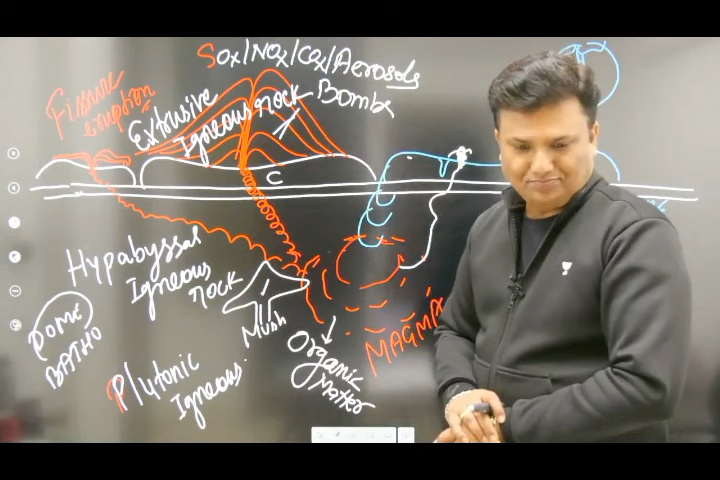 SOx/NOx/COx/Aerosols
Bombs
Fissure
eruption
Extrusive
Igneous rock
C
Hypabyssal
Igneous
rock
Dome
BATHO
Plutonic
Igneous
Mush
Organic
Matter
MAGMA